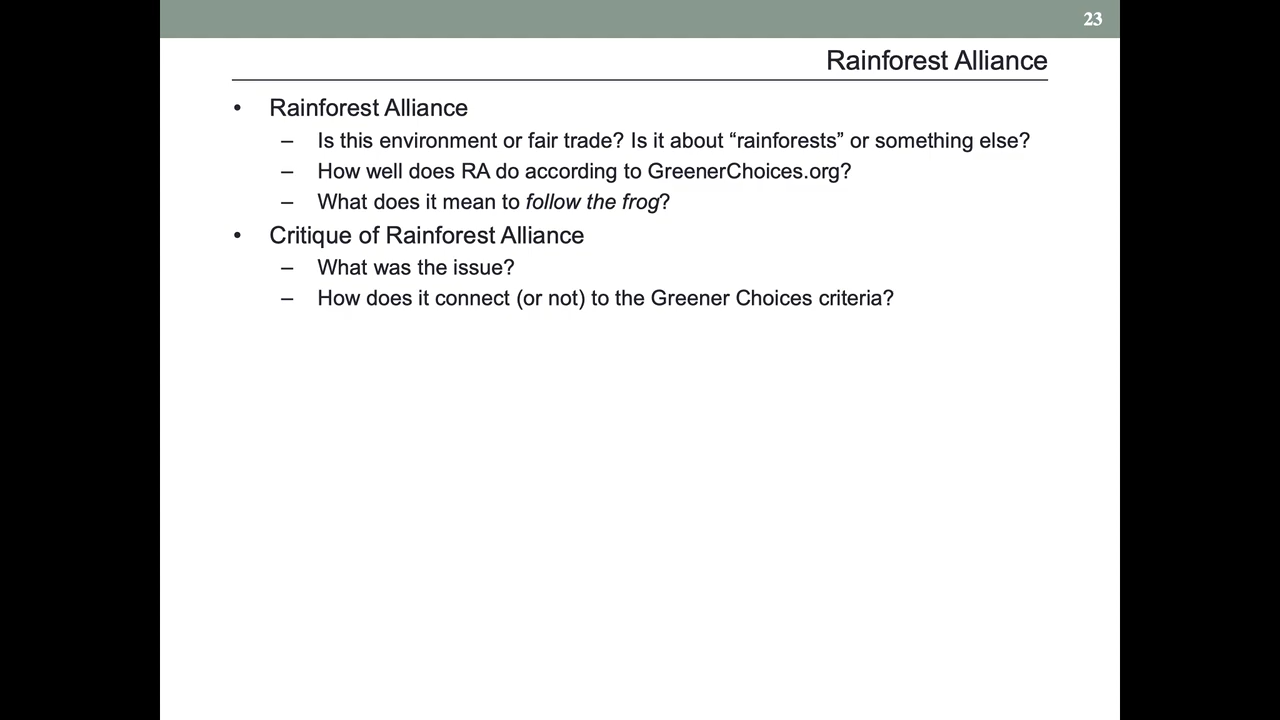 23
Rainforest Alliance
• Rainforest Alliance
– Is this environment or fair trade? Is it about “rainforests” or something else?
– How well does RA do according to GreenerChoices.org?
– What does it mean to follow the frog?
• Critique of Rainforest Alliance
– What was the issue?
– How does it connect (or not) to the Greener Choices criteria?